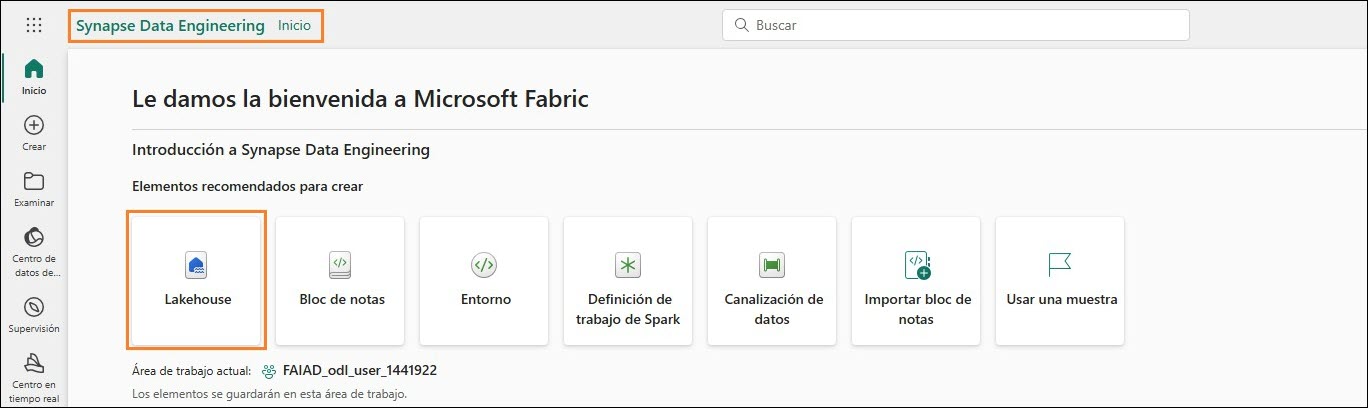 Synapse Data Engineering Inicio
Buscar
Inicio
Crear
Examinar
Centro de
datos de...
Supervisión
Centro en
tiempo real
Le damos la bienvenida a Microsoft Fabric
Introducción a Synapse Data Engineering
Elementos recomendados para crear
Lakehouse
Bloc de notas
Entorno
Definición de
trabajo de Spark
Canalización de
datos
Importar bloc de
notas
Usar una muestra
Área de trabajo actual: FAIAD_odl_user_1441922
Los elementos se guardarán en esta área de trabajo.